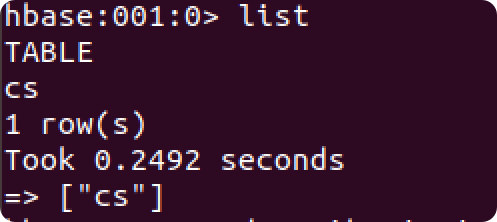 hbase:001:0> list
TABLE
cs
1 row(s)
Took 0.2492 seconds
=> ["cs"]